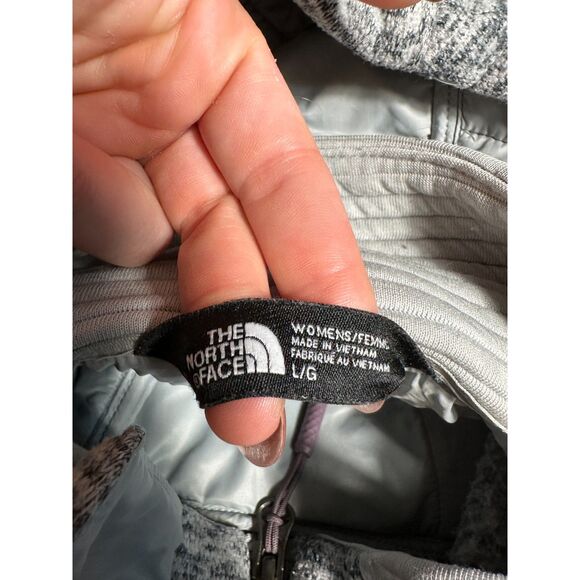 THE
NORTH
FACE
WOMENS/FEMME
MADE IN VIETNAM
FABRIQUÉ AU VIETNAM
L/G